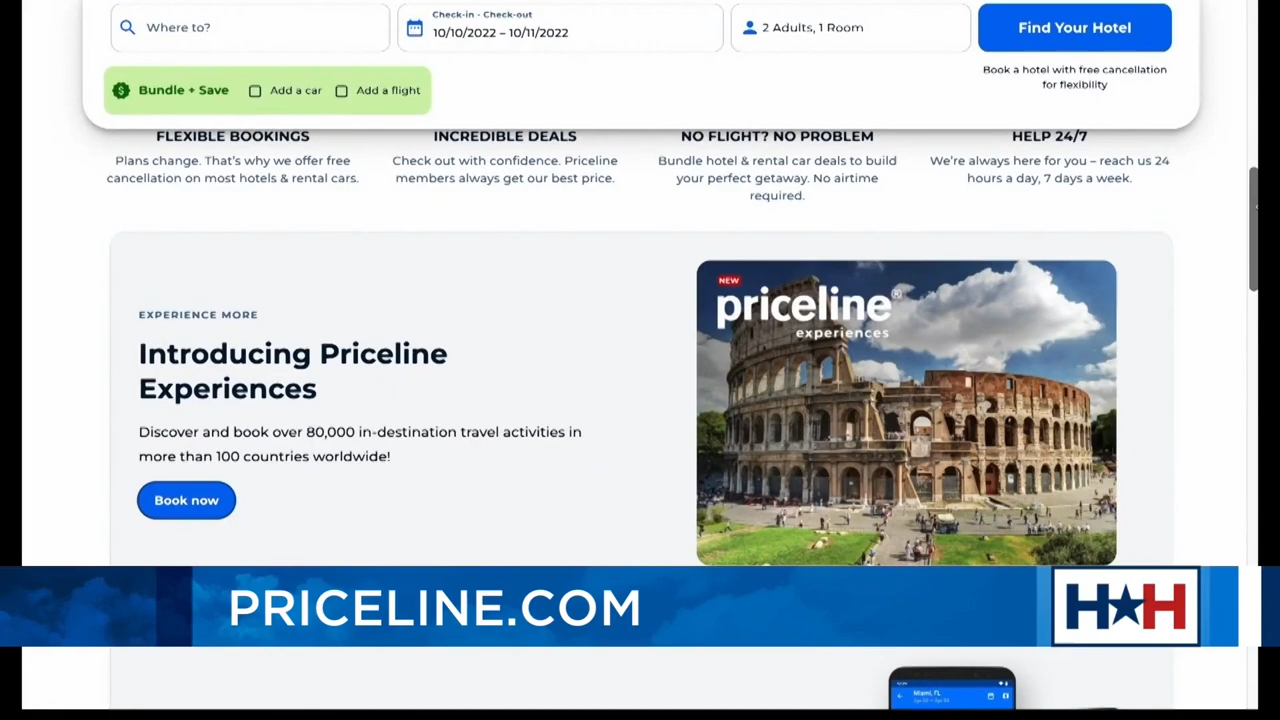 Where to?
Check-in - Check-out
10/10/2022 – 10/11/2022
2 Adults, 1 Room
Find Your Hotel
Book a hotel with free cancellation
for flexibility
Bundle + Save
Add a car
Add a flight
FLEXIBLE BOOKINGS
Plans change. That's why we offer free
cancellation on most hotels & rental cars.
INCREDIBLE DEALS
Check out with confidence. Priceline
members always get our best price.
NO FLIGHT? NO PROBLEM
Bundle hotel & rental car deals to build
your perfect getaway. No airtime
required.
HELP 24/7
We're always here for you – reach us 24
hours a day, 7 days a week.
EXPERIENCE MORE
Introducing Priceline
Experiences
Discover and book over 80,000 in-destination travel activities in
more than 100 countries worldwide!
Book now
NEW
priceline®
experiences
PRICELINE.COM
H★H
Miami, FL